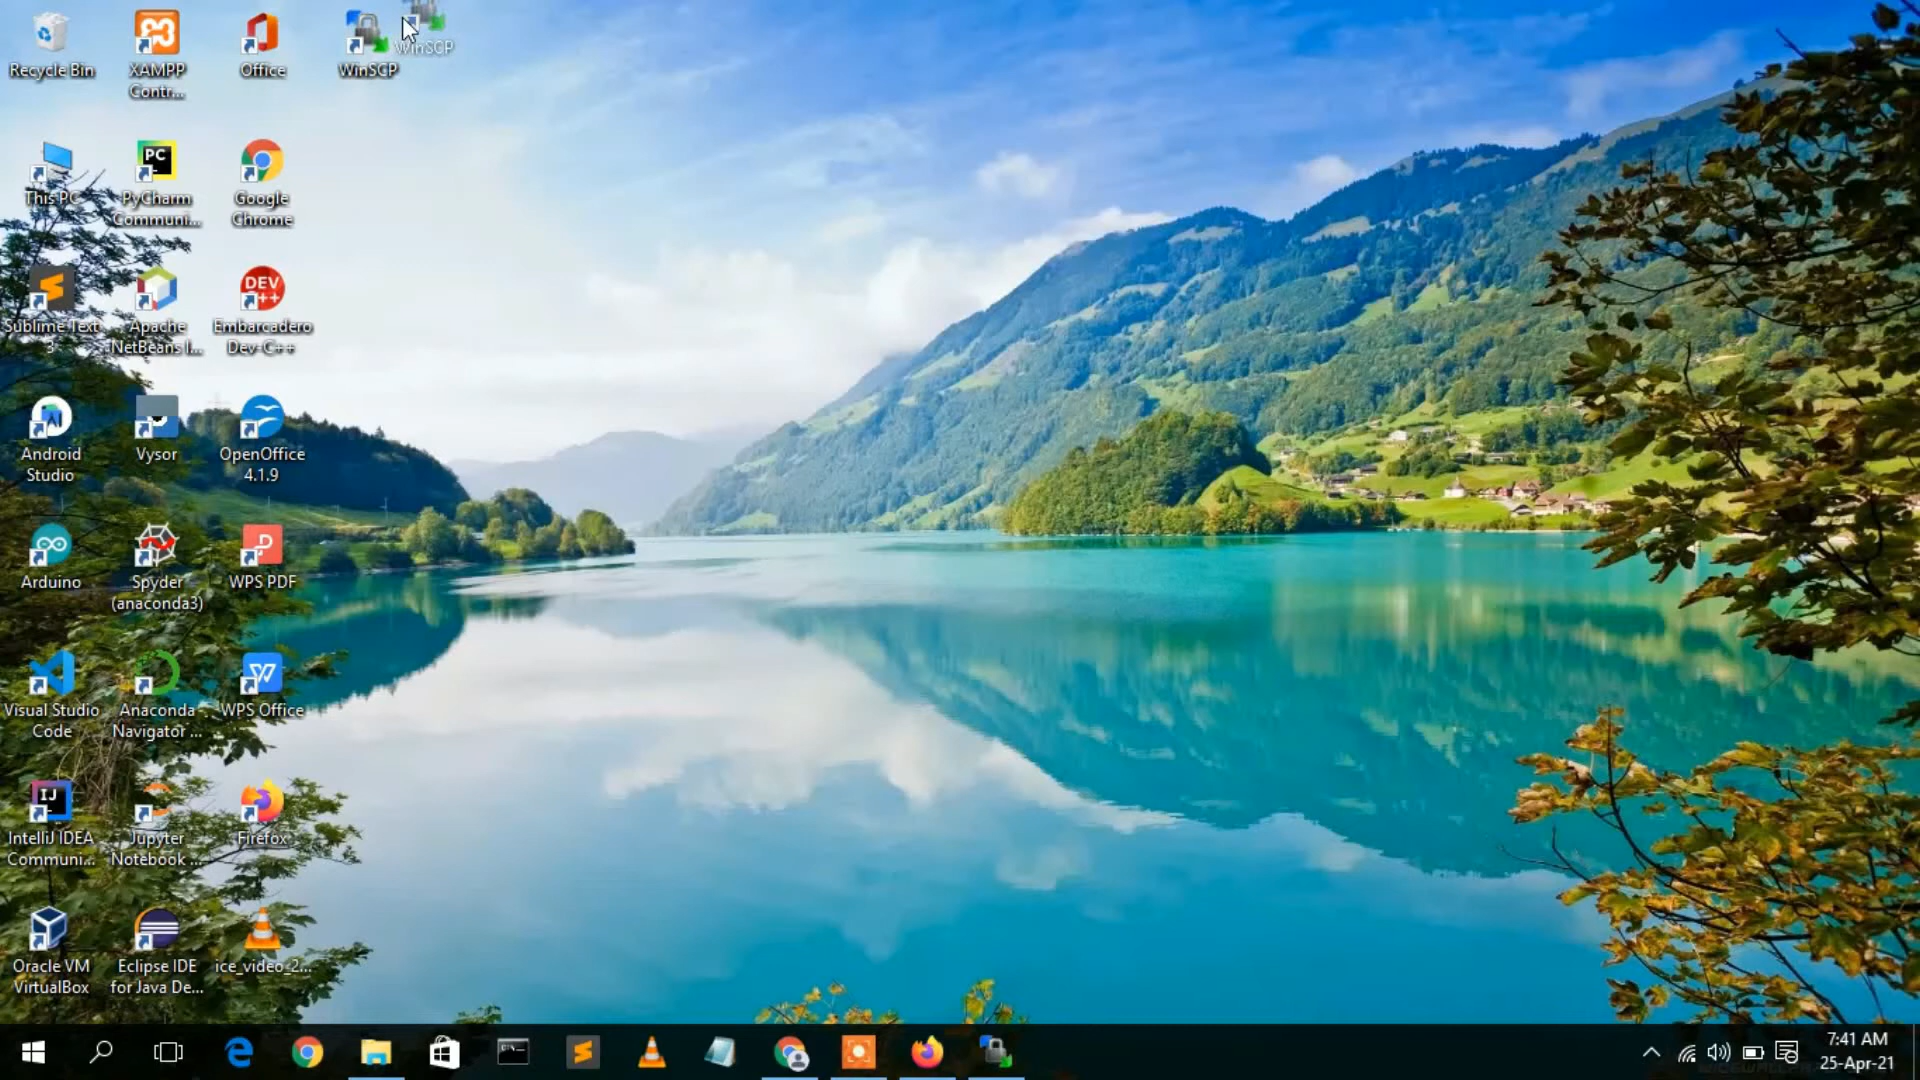 Recycle Bin
XAMPP
Contr...
Office
WinSCP
WinSCP
This PC
PC
PyCharm
Communi...
Google
Chrome
Sublime Text
3
Apache
NetBeans I...
DEV
C++
Embarcadero
Dev-C++
Android
Studio
Vysor
OpenOffice
4.1.9
Arduino
Spyder
(anaconda3)
WPS PDF
Visual Studio
Code
Anaconda
Navigator ...
WPS Office
IJ
IntelliJ IDEA
Communi...
Jupyter
Notebook ...
Firefox
Oracle VM
VirtualBox
Eclipse IDE
for Java De...
ice_video_2...
7:41 AM
25-Apr-21